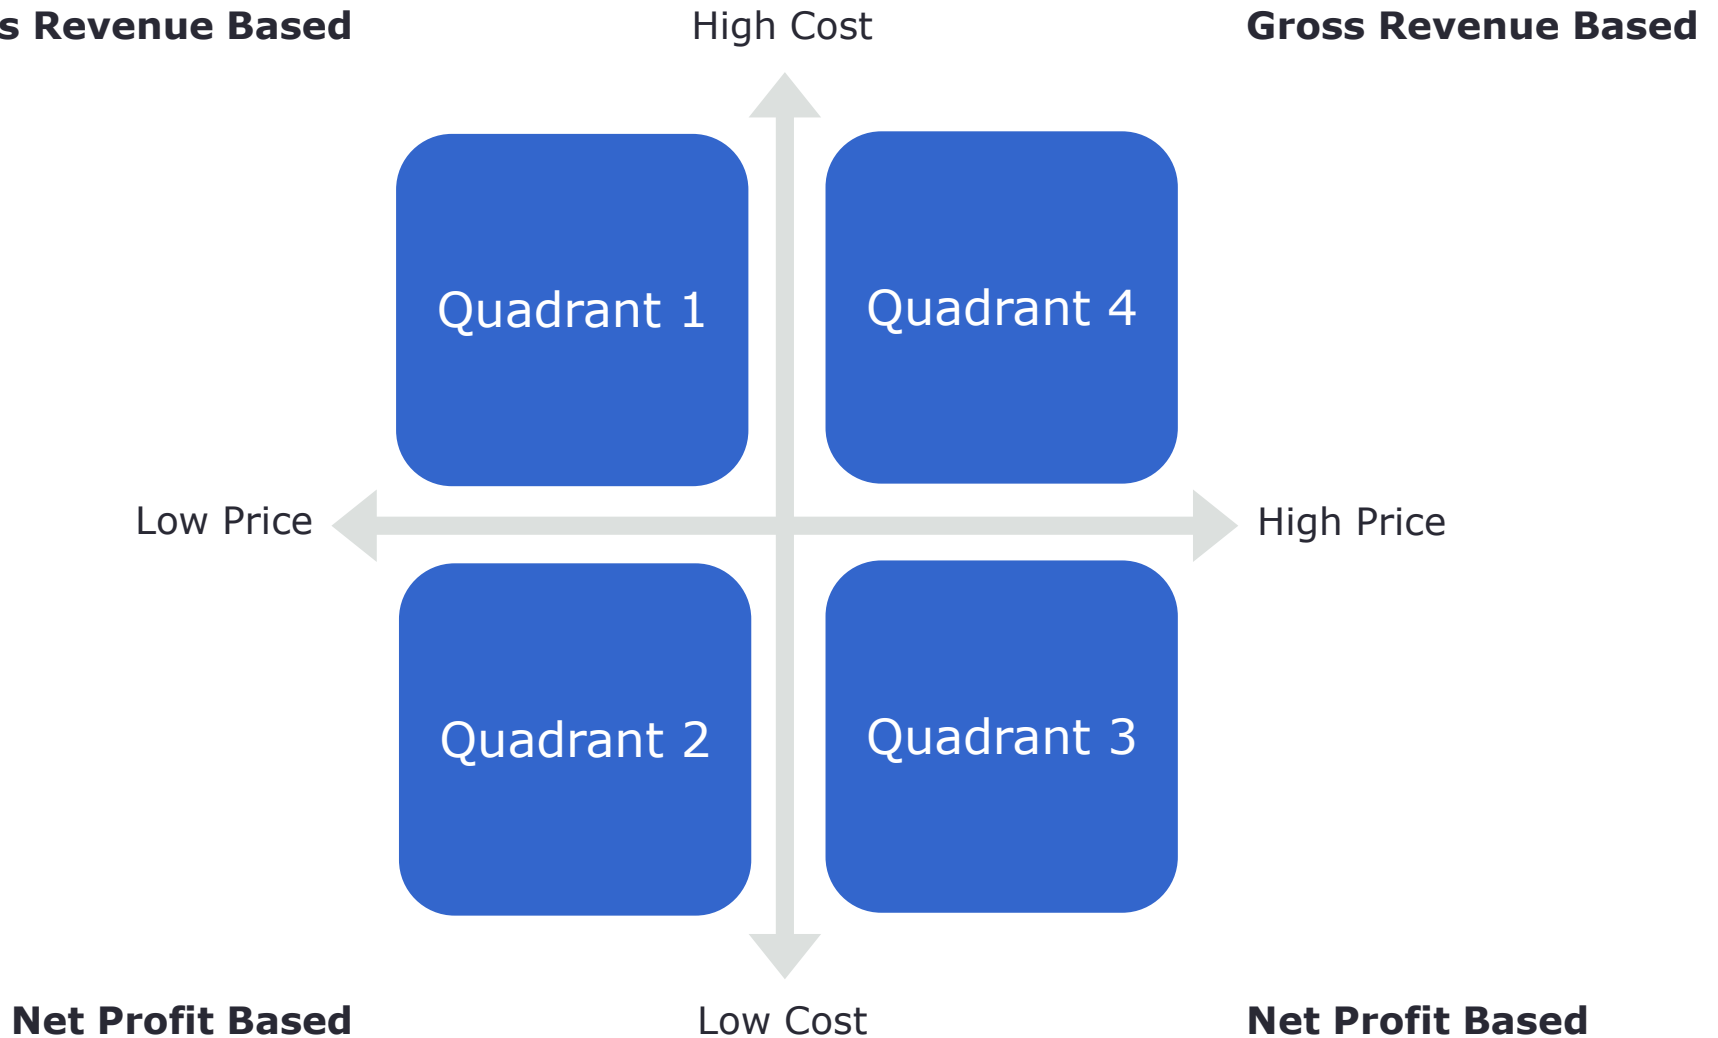 s Revenue Based
High Cost
Gross Revenue Based
Quadrant 1
Quadrant 4
Low Price
High Price
Quadrant 2
Quadrant 3
Net Profit Based
Low Cost
Net Profit Based